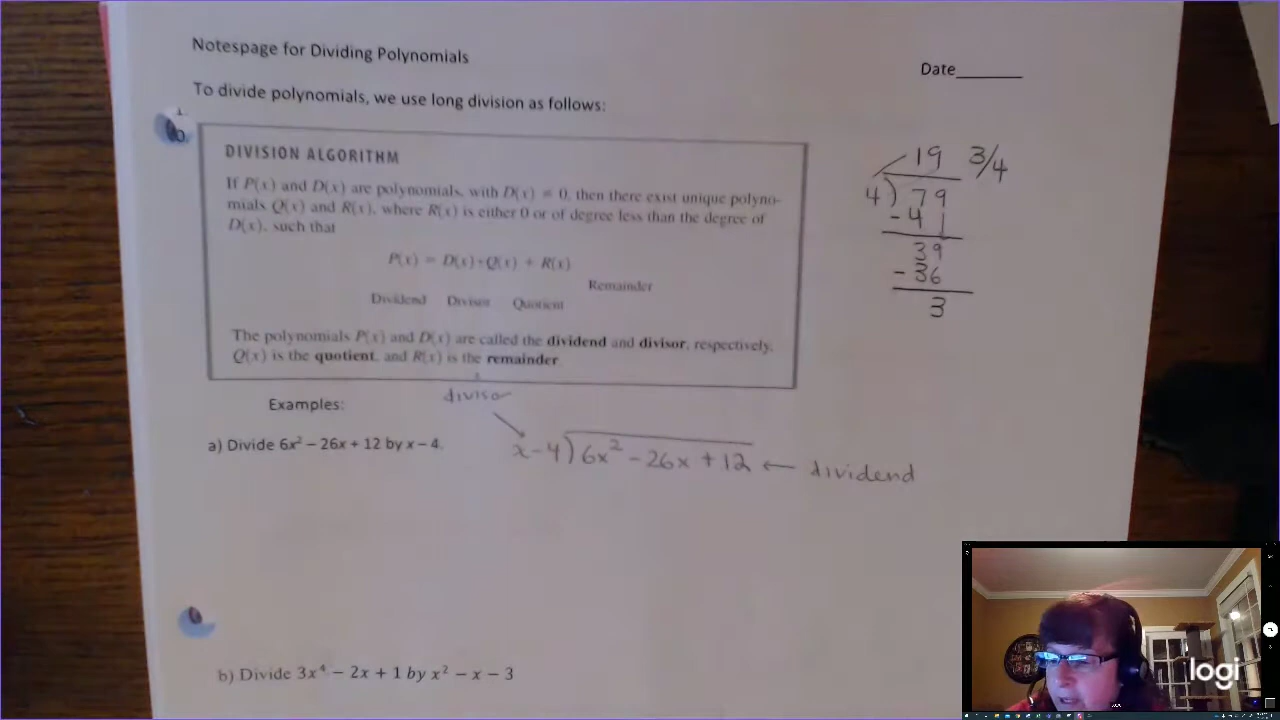 Notespage for Dividing Polynomials
Date______
To divide polynomials, we use long division as follows:
DIVISION ALGORITHM
If P(x) and D(x) are polynomials, with D(x) = 0, then there exist unique polyno-
mials Q(x) and R(x), where R(x) is either 0 or of degree less than the degree of
D(x), such that
P(x) = D(x)·Q(x) + R(x)
Remainder
Dividend Divisor Quotient
The polynomials P(x) and D(x) are called the dividend and divisor, respectively,
Q(x) is the quotient, and R(x) is the remainder
19 3/4
4)79
-4
39
-36
3
Examples:
divisor
a) Divide 6x² – 26x + 12 by x – 4.
x-4)6x² - 26x + 12 ← dividend
b) Divide 3x⁴ − 2x + 1 by x² − x − 3
logi